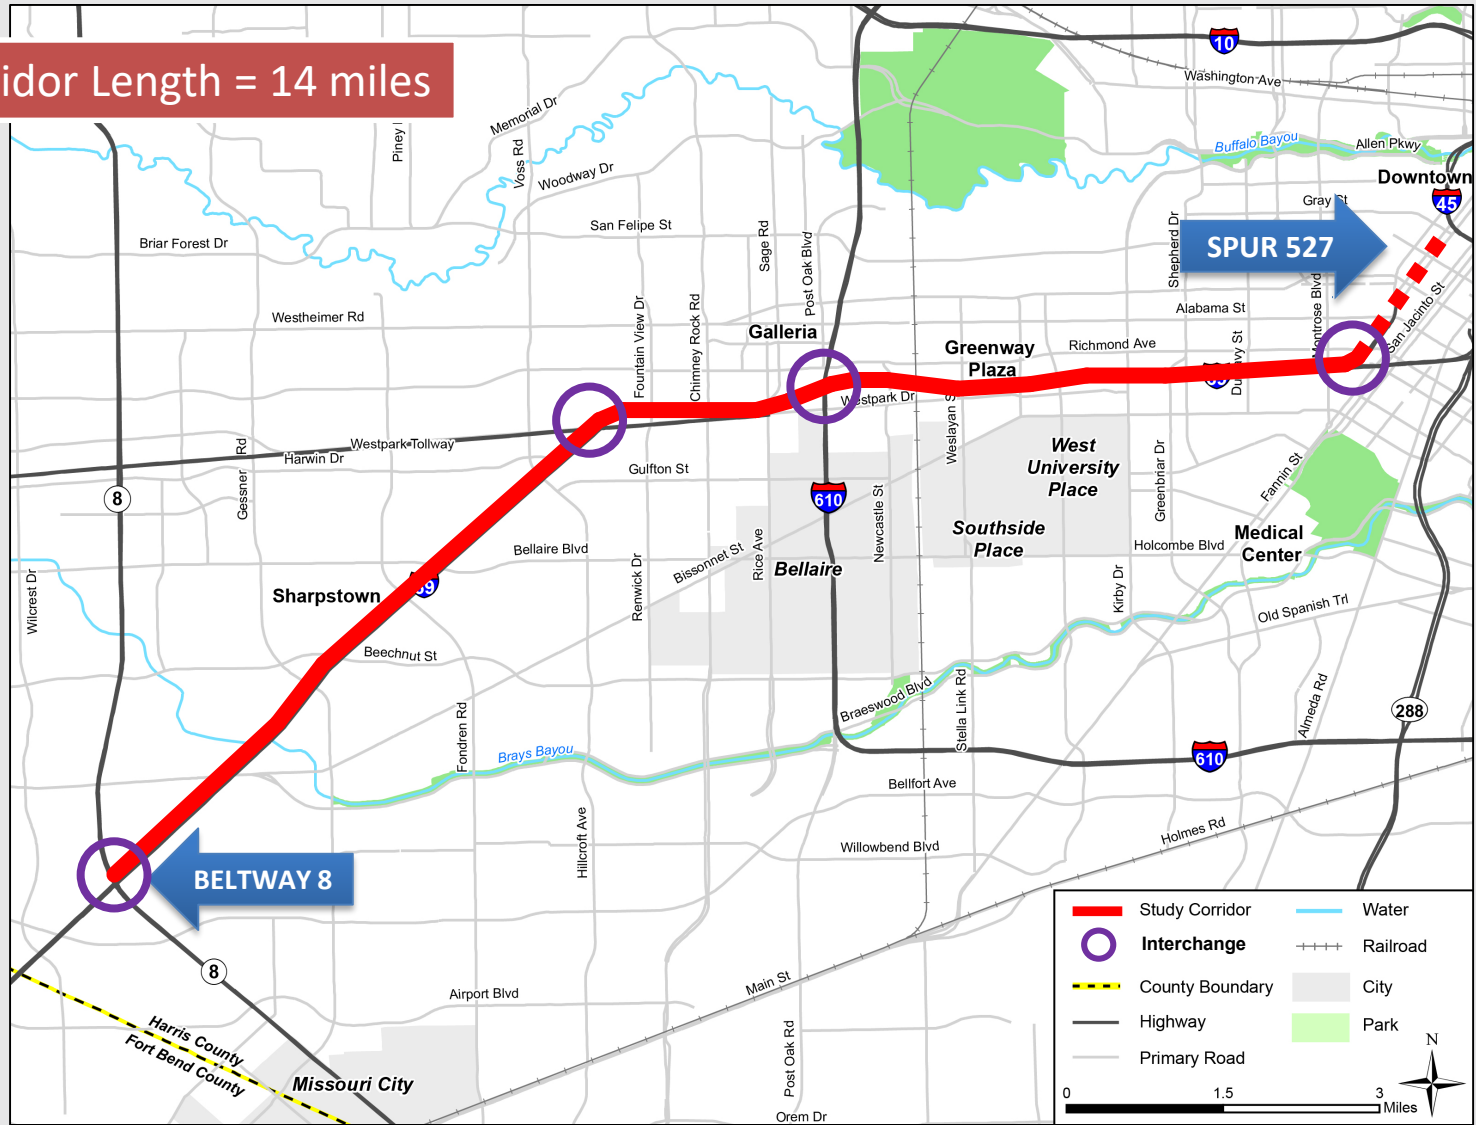 idor Length = 14 miles
10
Washington Ave
Memorial Dr
Piney
Voss Rd
Woodway Dr
Buffalo Bayou
Allen Pkwy
Downtown
45
Gray St
San Felipe St
Sage Rd
Post Oak Blvd
Shepherd Dr
SPUR 527
Briar Forest Dr
Westheimer Rd
Fountain View Dr
Chimney Rock Rd
Galleria
Alabama St
Montrose Blvd
San Jacinto St
Greenway
Plaza
Richmond Ave
Westpark Dr
Weslayan S
Westpark Tollway
Harwin Dr
Gessner Rd
Gulfton St
8
610
Newcastle St
West
University
Place
Greenbriar Dr
Fannin St
Southside
Place
Medical
Center
Holcombe Blvd
Bellaire Blvd
Bissonnet St
Rice Ave
Bellaire
Renwick Dr
Wilcrest Dr
Sharpstown
Kirby Dr
Old Spanish Trl
Beechnut St
Braeswood Blvd
Stella Link Rd
Fondren Rd
Brays Bayou
Almeda Rd
288
610
Bellfort Ave
Hillcroft Ave
Willowbend Blvd
Holmes Rd
BELTWAY 8
8
Airport Blvd
Main St
Post Oak Rd
Orem Dr
Harris County
Fort Bend County
Missouri City
Study Corridor
Water
Interchange
Railroad
County Boundary
City
Highway
Park
Primary Road
N
0 1.5 3
Miles